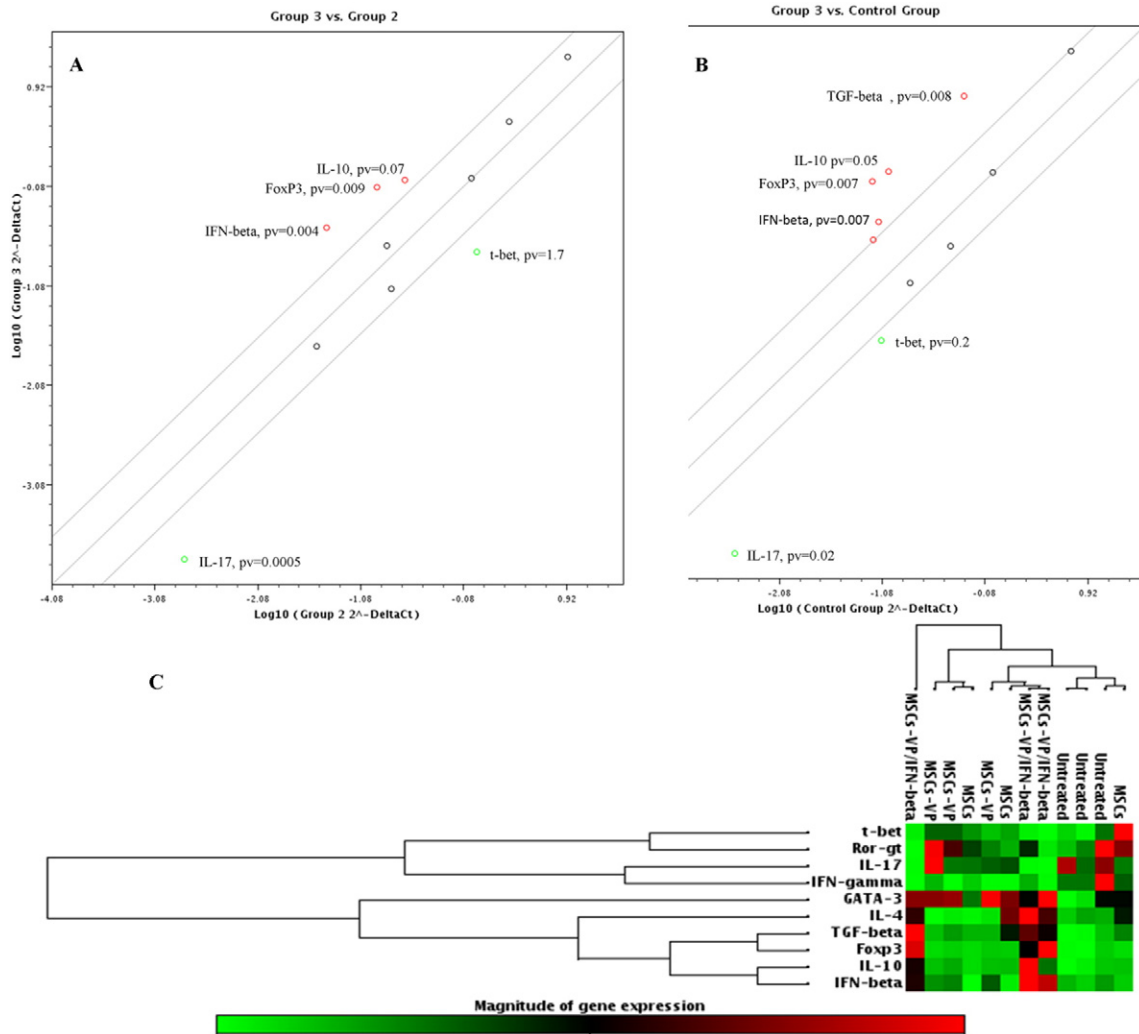 Group 3 vs. Group 2
A
0.92
-0.08
-1.08
-2.08
-3.08
Log10 (Group 3 2^-DeltaCt)
IL-10, pv=0.07
FoxP3, pv=0.009
IFN-beta, pv=0.004
t-bet, pv=1.7
IL-17, pv=0.0005
-4.08 -3.08 -2.08 -1.08 -0.08 0.92
Log10 (Group 2 2^-DeltaCt)
Group 3 vs. Control Group
B
TGF-beta , pv=0.008
IL-10 pv=0.05
FoxP3, pv=0.007
IFN-beta, pv=0.007
t-bet, pv=0.2
IL-17, pv=0.02
-2.08 -1.08 -0.08 0.92
Log10 (Control Group 2^-DeltaCt)
C
MSCs-VP/IFN-beta
MSCs-VP
MSCs-VP
MSCs
MSCs-VP
MSCs
MSCs-VP/IFN-beta
MSCs-VP/IFN-beta
Untreated
Untreated
Untreated
MSCs
t-bet
Ror-gt
IL-17
IFN-gamma
GATA-3
IL-4
TGF-beta
Foxp3
IL-10
IFN-beta
Magnitude of gene expression